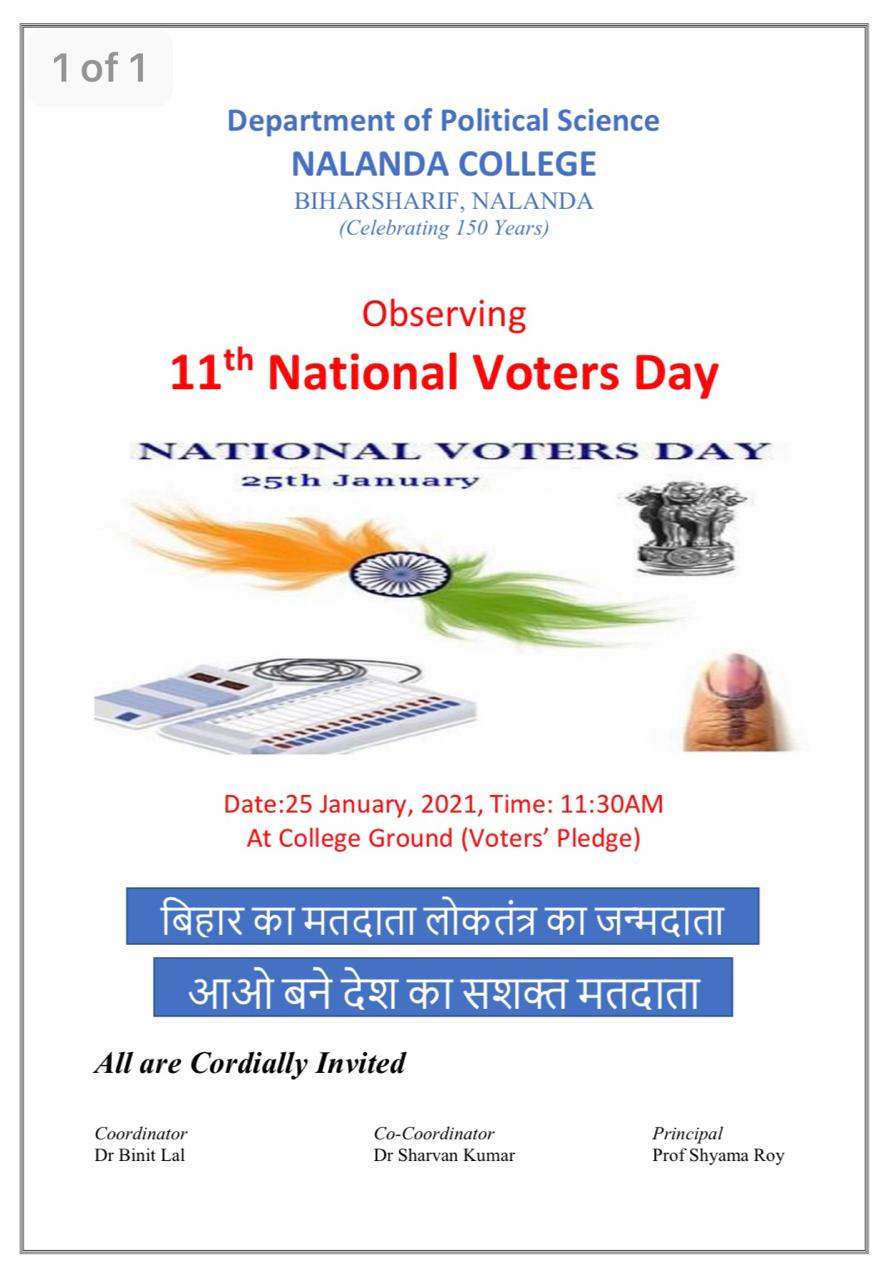 1 of 1
Department of Political Science
NALANDA COLLEGE
BIHARSHARIF, NALANDA
(Celebrating 150 Years)
Observing
11th National Voters Day
NATIONAL VOTERS DAY
25th January
Date:25 January, 2021, Time: 11:30AM
At College Ground (Voters’ Pledge)
बिहार का मतदाता लोकतंत्र का जन्मदाता
आओ बने देश का सशक्त मतदाता
All are Cordially Invited
Coordinator Co-Coordinator Principal
Dr Binit Lal Dr Sharvan Kumar Prof Shyama Roy